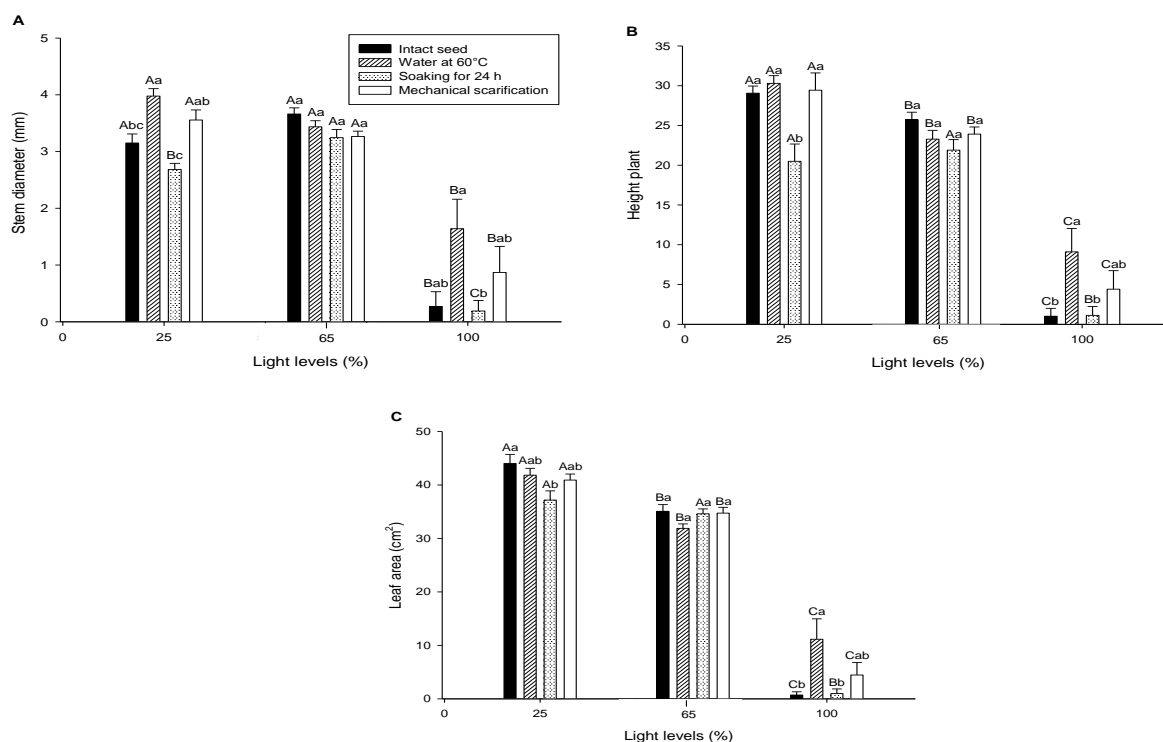 A
Stem diameter (mm)
5
4
3
2
1
0
Intact seed
Water at 60°C
Soaking for 24 h
Mechanical scarification
Abc
Aa
Bc
Aab
Aa
Aa
Aa
Aa
Bab
Ba
Cb
Bab
0
25
65
100
Light levels (%)
B
Height plant
35
30
25
20
15
10
5
0
Aa
Aa
Ab
Aa
Ba
Ba
Aa
Ba
Cb
Ca
Bb
Cab
0
25
65
100
Light levels (%)
C
Leaf area (cm²)
50
40
30
20
10
0
Aa
Aab
Ab
Aab
Ba
Ba
Aa
Ba
Cb
Ca
Bb
Cab
0
25
65
100
Light levels (%)